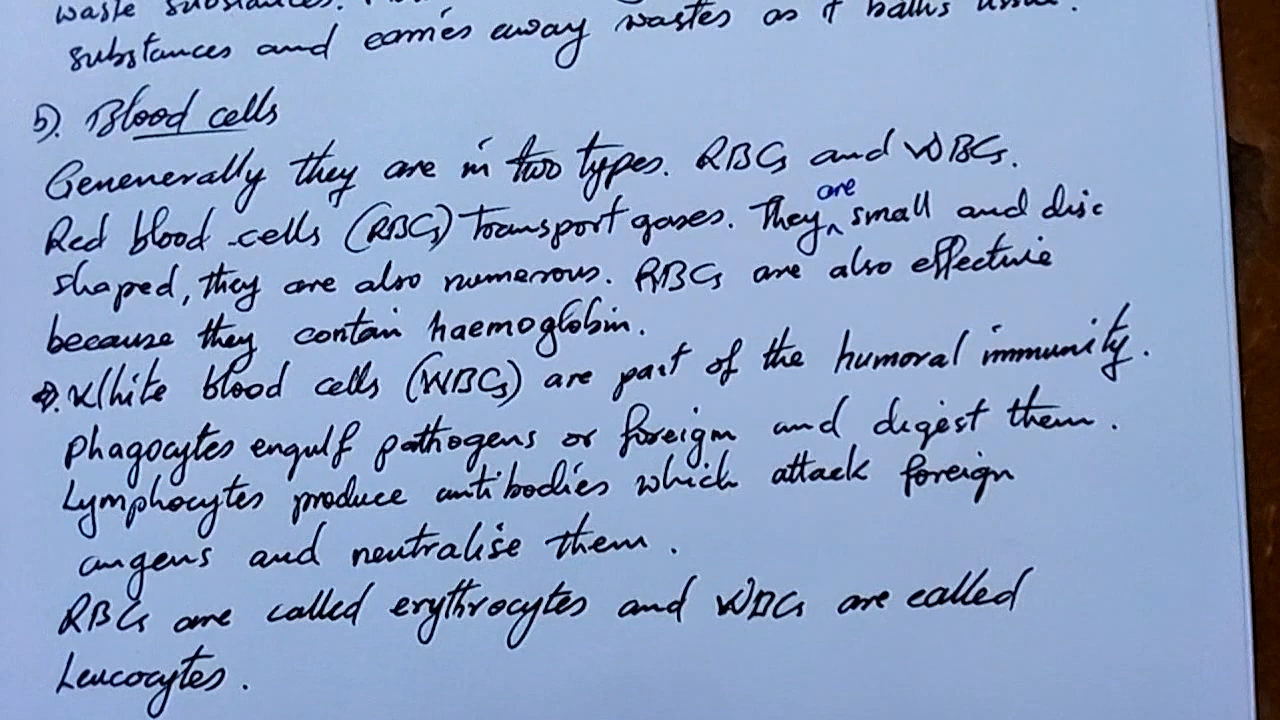 waste substances.
substances and carries away wastes as it baths tissue.
5). Blood cells
Genenerally they are in two types. RBCs and WBCs.
Red blood cells (RBCs) transport gases. They are small and disc
shaped, they are also numerous. RBCs are also effective
because they contain haemoglobin.
White blood cells (WBCs) are part of the humoral immunity.
Phagocytes engulf pathogens or foreign and digest them.
Lymphocytes produce antibodies which attack foreign
angens and neutralise them.
RBCs are called erythrocytes and WBCs are called
Leucocytes.